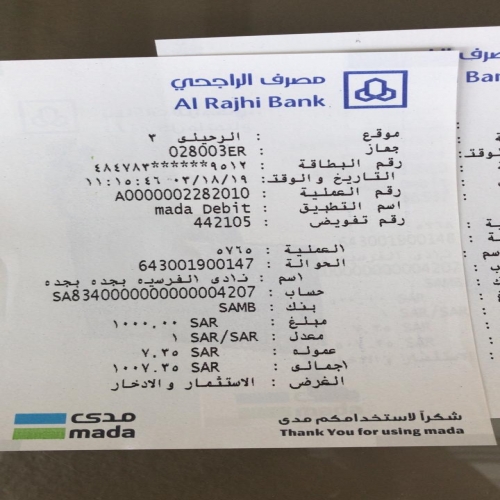 مصرف الراجحي
Al Rajhi Bank
موقع : الرحيلي ٣
جهاز : 028003ER
رقم البطاقة : ٤٨٤٧٨٣******٩٥١٢
التاريخ والوقت: ٠٣/١٨/١٩ ١١:١٥:٤٦
رقم العملية : A0000002282010
اسم التطبيق : mada Debit
رقم تفويض : 442105
العملية : ٥٧٦٥
الحوالة : 643001900147
اسم : نادى الفرسيه بجده بجده
حساب : SA8340000000000004207
بنك : SAMB
مبلغ : ١٠٠٠.٠٠ SAR
معدل : ١ SAR/SAR
عموله : ٧.٣٥ SAR
اجمالى : ١٠٠٧.٣٥ SAR
الغرض : الاستثمار و الادخار
شكراً لاستخدامكم مدى
Thank You for using mada
مدى
mada